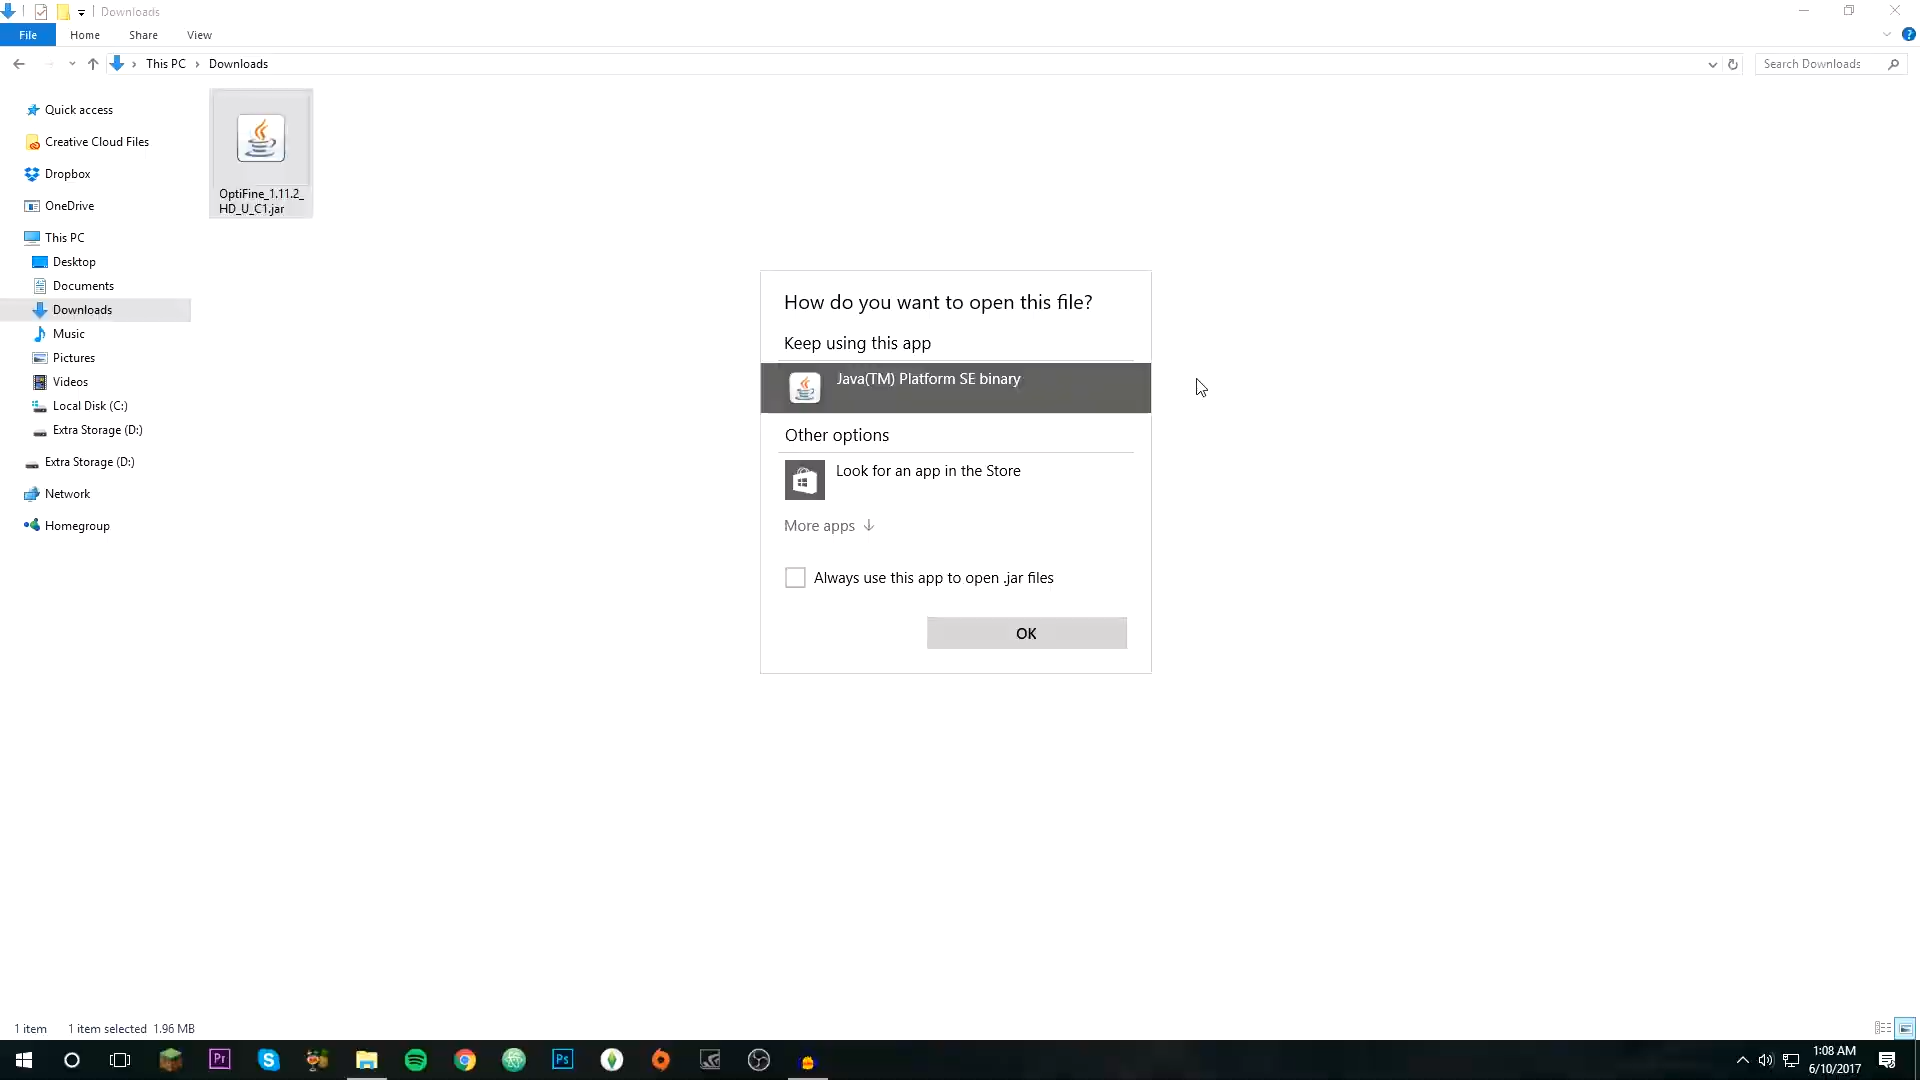 Downloads
File
Home
Share
View
This PC
Downloads
Search Downloads
Quick access
Creative Cloud Files
Dropbox
OneDrive
This PC
Desktop
Documents
Downloads
Music
Pictures
Videos
Local Disk (C:)
Extra Storage (D:)
Extra Storage (D:)
Network
Homegroup
OptiFine_1.11.2_
HD_U_C1.jar
How do you want to open this file?
Keep using this app
Java(TM) Platform SE binary
Other options
Look for an app in the Store
More apps
Always use this app to open .jar files
OK
1 item 1 item selected 1.96 MB
Pr
S
Ps
1:08 AM
6/10/2017